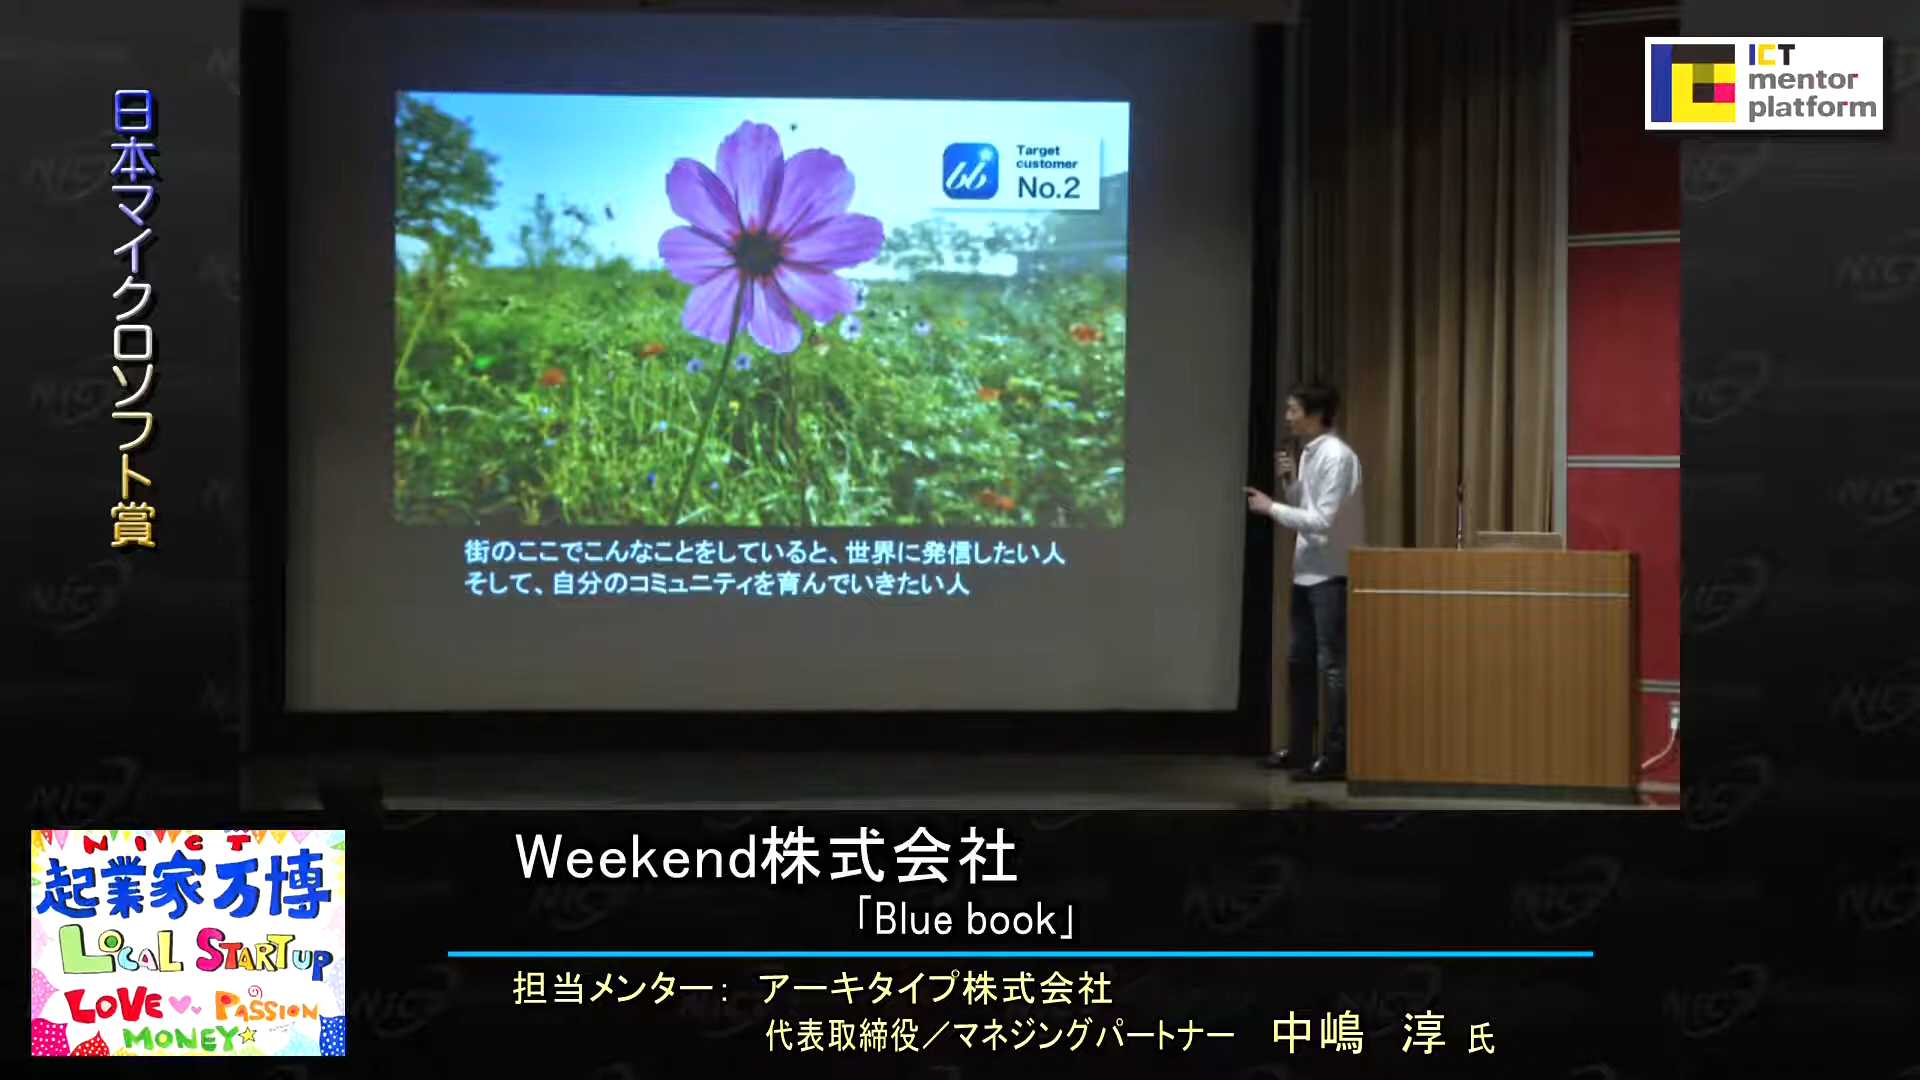 日本マイクロソフト賞
ICT
mentor
platform
bb
Target
customer
No.2
街のここでこんなことをしていると、世界に発信したい人
そして、自分のコミュニティを育んでいきたい人
NICT
起業家万博
LOCAL STARTUP
LOVE PASSION
MONEY
Weekend株式会社
「Blue book」
担当メンター： アーキタイプ株式会社
代表取締役／マネジングパートナー 中嶋 淳 氏